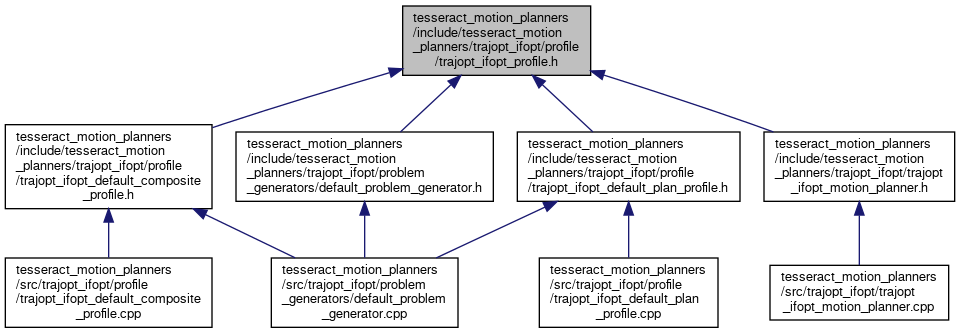 tesseract_motion_planners
/include/tesseract_motion
_planners/trajopt_ifopt/profile
/trajopt_ifopt_profile.h
tesseract_motion_planners
/include/tesseract_motion
_planners/trajopt_ifopt/profile
/trajopt_ifopt_default_composite
_profile.h
tesseract_motion_planners
/include/tesseract_motion
_planners/trajopt_ifopt/problem
_generators/default_problem_generator.h
tesseract_motion_planners
/include/tesseract_motion
_planners/trajopt_ifopt/profile
/trajopt_ifopt_default_plan_profile.h
tesseract_motion_planners
/include/tesseract_motion
_planners/trajopt_ifopt/trajopt
_ifopt_motion_planner.h
tesseract_motion_planners
/src/trajopt_ifopt/profile
/trajopt_ifopt_default_composite
_profile.cpp
tesseract_motion_planners
/src/trajopt_ifopt/problem
_generators/default_problem
_generator.cpp
tesseract_motion_planners
/src/trajopt_ifopt/profile
/trajopt_ifopt_default_plan
_profile.cpp
tesseract_motion_planners
/src/trajopt_ifopt/trajopt
_ifopt_motion_planner.cpp